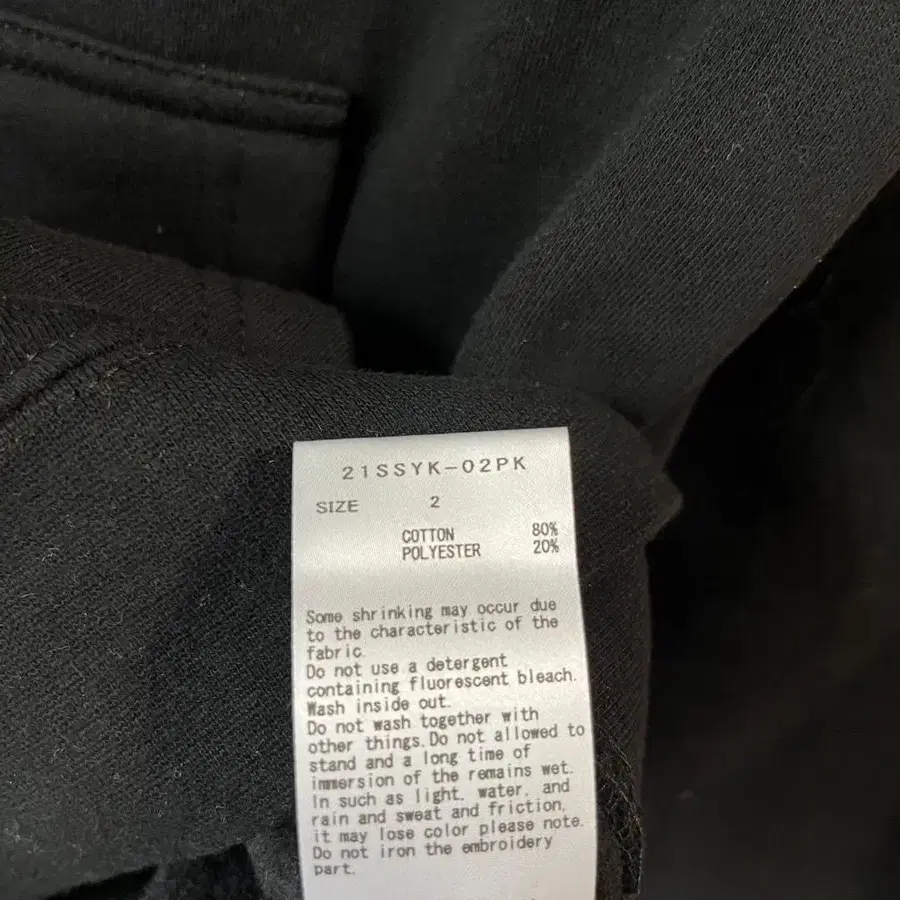 21SSYK-02PK
SIZE 2
COTTON 80%
POLYESTER 20%
Some shrinking may occur due
to the characteristic of the
fabric.
Do not use a detergent
containing fluorescent bleach.
Wash inside out.
Do not wash together with
other things.Do not allowed to
stand and a long time of
immersion of the remains wet.
In such as light, water, and
rain and sweat and friction,
it may lose color please note.
Do not iron the embroidery
part.